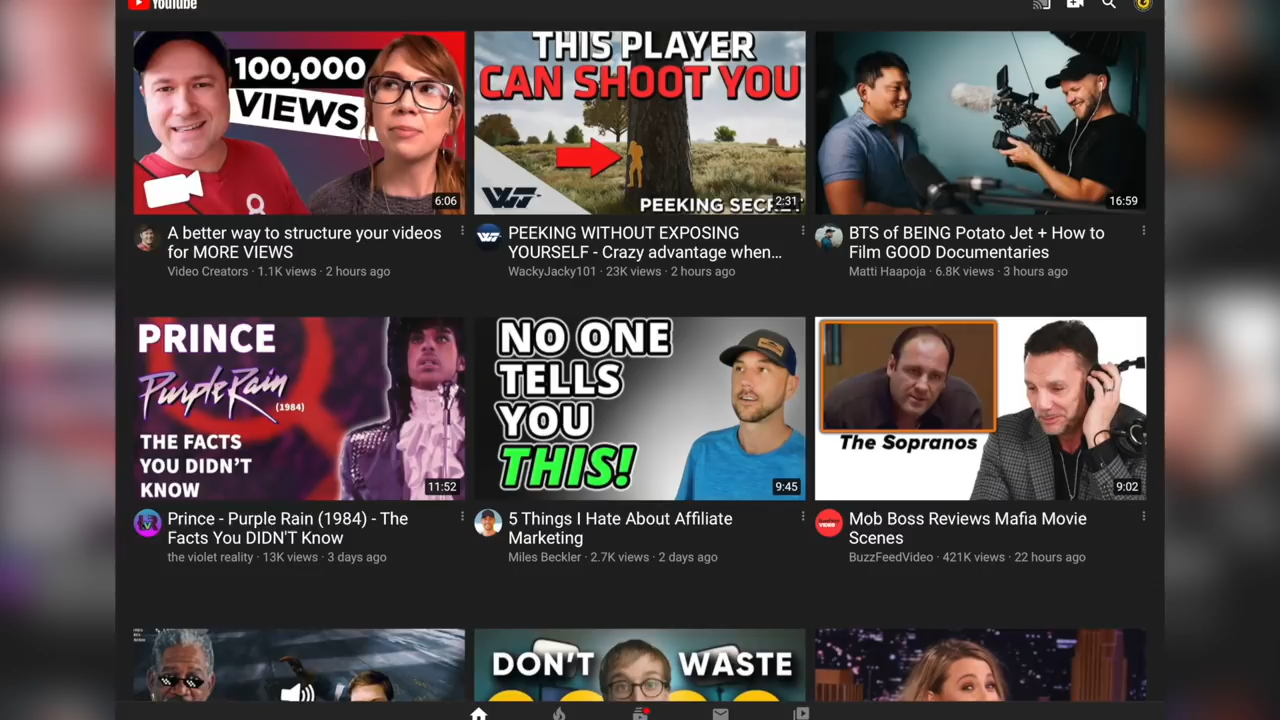 YouTube
100,000
VIEWS
6:06
THIS PLAYER
CAN SHOOT YOU
PEEKING SECRET
2:31
16:59
A better way to structure your videos
for MORE VIEWS
Video Creators · 1.1K views · 2 hours ago
PEEKING WITHOUT EXPOSING
YOURSELF - Crazy advantage when...
WackyJacky101 · 23K views · 2 hours ago
BTS of BEING Potato Jet + How to
Film GOOD Documentaries
Matti Haapoja · 6.8K views · 3 hours ago
PRINCE
Purple Rain
(1984)
THE FACTS
YOU DIDN'T
KNOW
11:52
NO ONE
TELLS
YOU
THIS!
9:45
The Sopranos
9:02
Prince - Purple Rain (1984) - The
Facts You DIDN'T Know
the violet reality · 13K views · 3 days ago
5 Things I Hate About Affiliate
Marketing
Miles Beckler · 2.7K views · 2 days ago
Mob Boss Reviews Mafia Movie
Scenes
BuzzFeedVideo · 421K views · 22 hours ago
DON'T WASTE